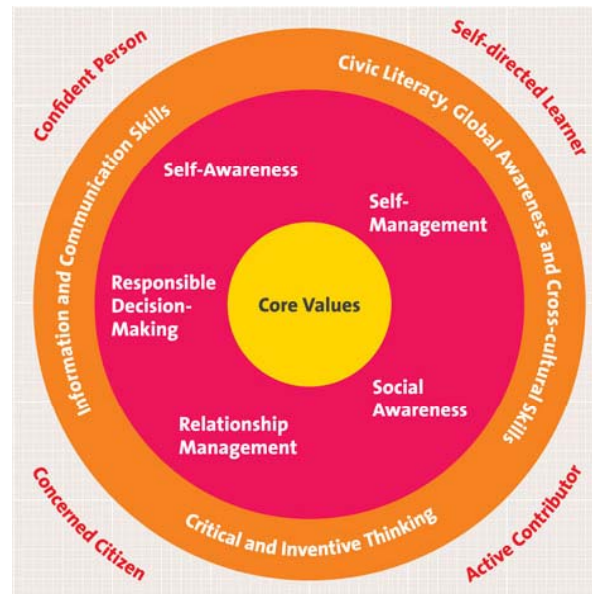 Confident Person
Self-directed Learner
Information and Communication Skills
Civic Literacy, Global Awareness and Cross-cultural Skills
Self-Awareness
Self-
Management
Responsible
Decision-
Making
Core Values
Social
Awareness
Relationship
Management
Critical and Inventive Thinking
Concerned Citizen
Active Contributor